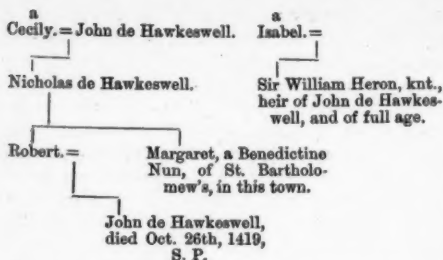 a
Cecily. = John de Hawkeswell.
a
Isabel. =
Nicholas de Hawkeswell.
Sir William Heron, knt.,
heir of John de Hawkes-
well, and of full age.
Robert. =
Margaret, a Benedictine
Nun, of St. Bartholo-
mew's, in this town.
John de Hawkeswell,
died Oct. 26th, 1419,
S. P.